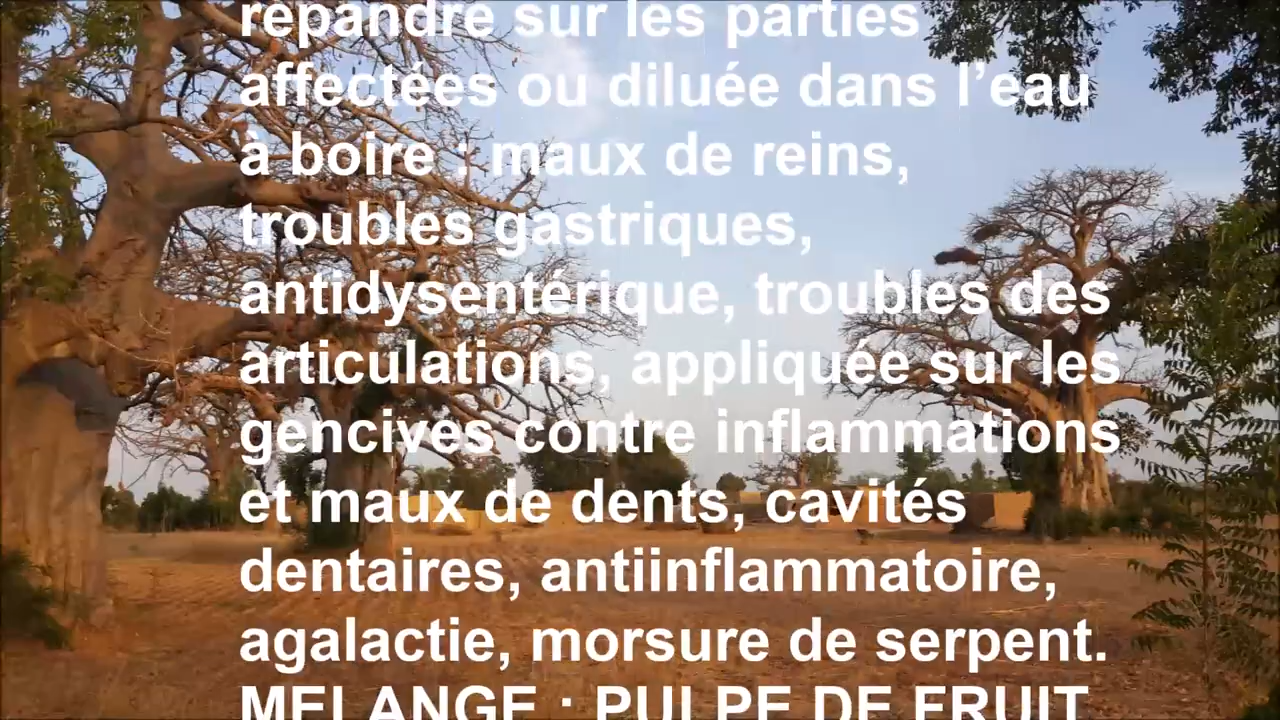 répandre sur les parties
affectées ou diluée dans l’eau
à boire : maux de reins,
troubles gastriques,
antidysentérique, troubles des
articulations, appliquée sur les
gencives contre inflammations
et maux de dents, cavités
dentaires, antiinflammatoire,
agalactie, morsure de serpent.
MELANGE : PULPE DE FRUIT